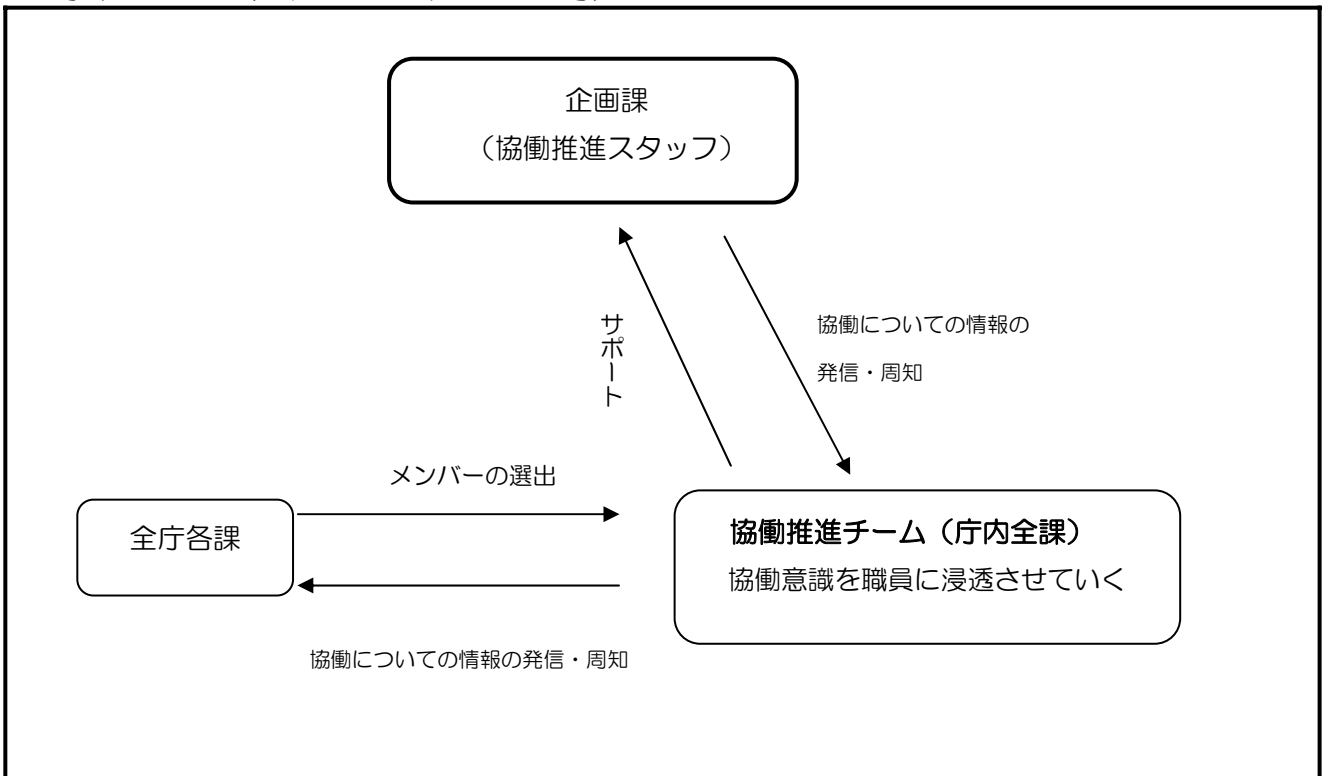 企画課
（協働推進スタッフ）
サポート
協働についての情報の
発信・周知
メンバーの選出
全庁各課
協働推進チーム（庁内全課）
協働意識を職員に浸透させていく
協働についての情報の発信・周知